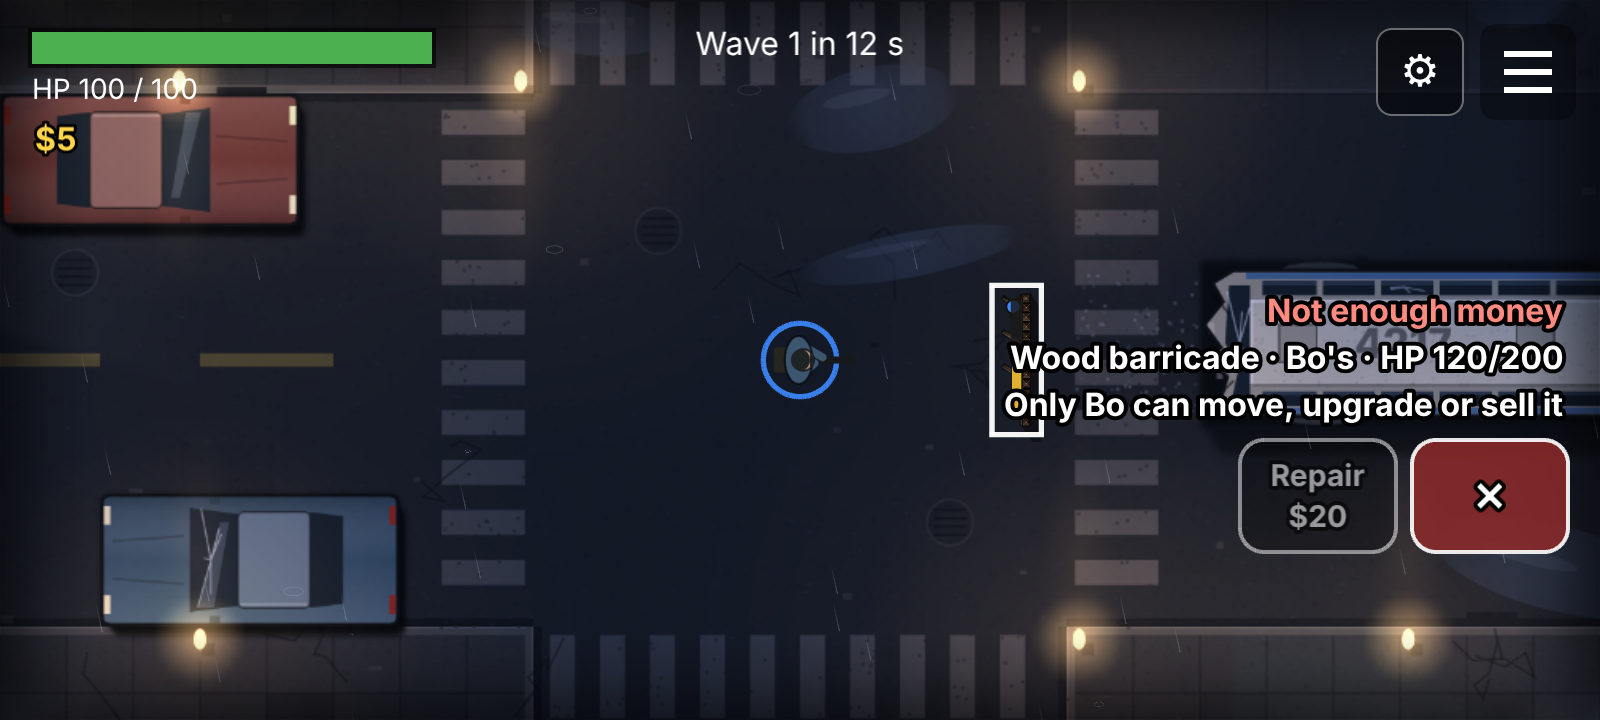 Wave 1 in 12 s
HP 100 / 100
$5
Not enough money
Wood barricade · Bo's · HP 120/200
Only Bo can move, upgrade or sell it
Repair
$20
×